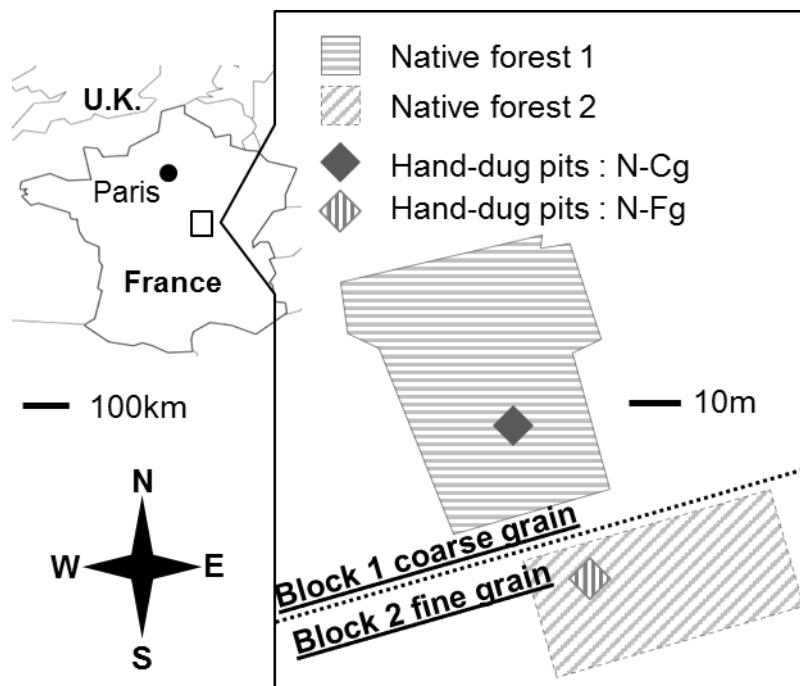 U.K.
Paris
France
100km
N
W
E
S
Native forest 1
Native forest 2
Hand-dug pits : N-Cg
Hand-dug pits : N-Fg
10m
Block 1 coarse grain
Block 2 fine grain